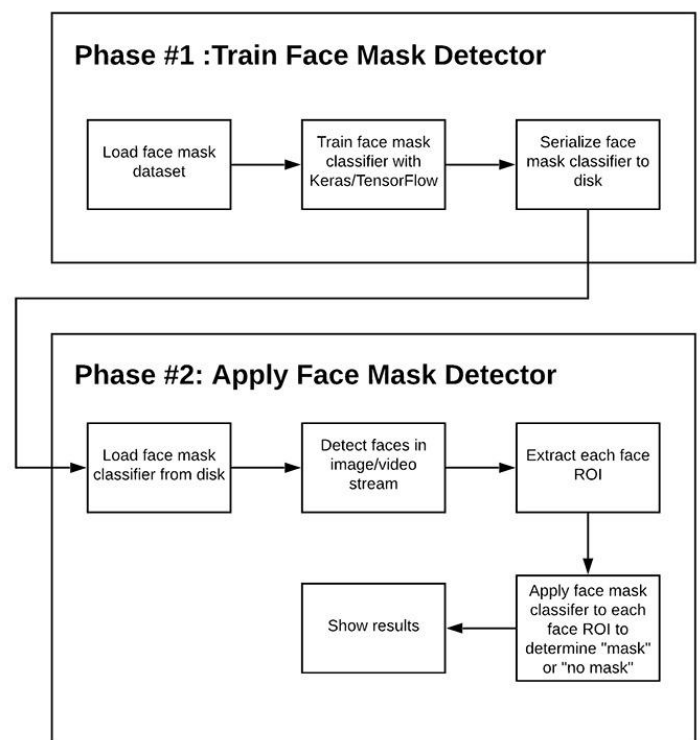 Phase #1 :Train Face Mask Detector
Load face mask
dataset
Train face mask
classifier with
Keras/TensorFlow
Serialize face
mask classifier to
disk
Phase #2: Apply Face Mask Detector
Load face mask
classifier from disk
Detect faces in
image/video
stream
Extract each face
ROI
Apply face mask
classifer to each
face ROI to
determine "mask"
or "no mask"
Show results